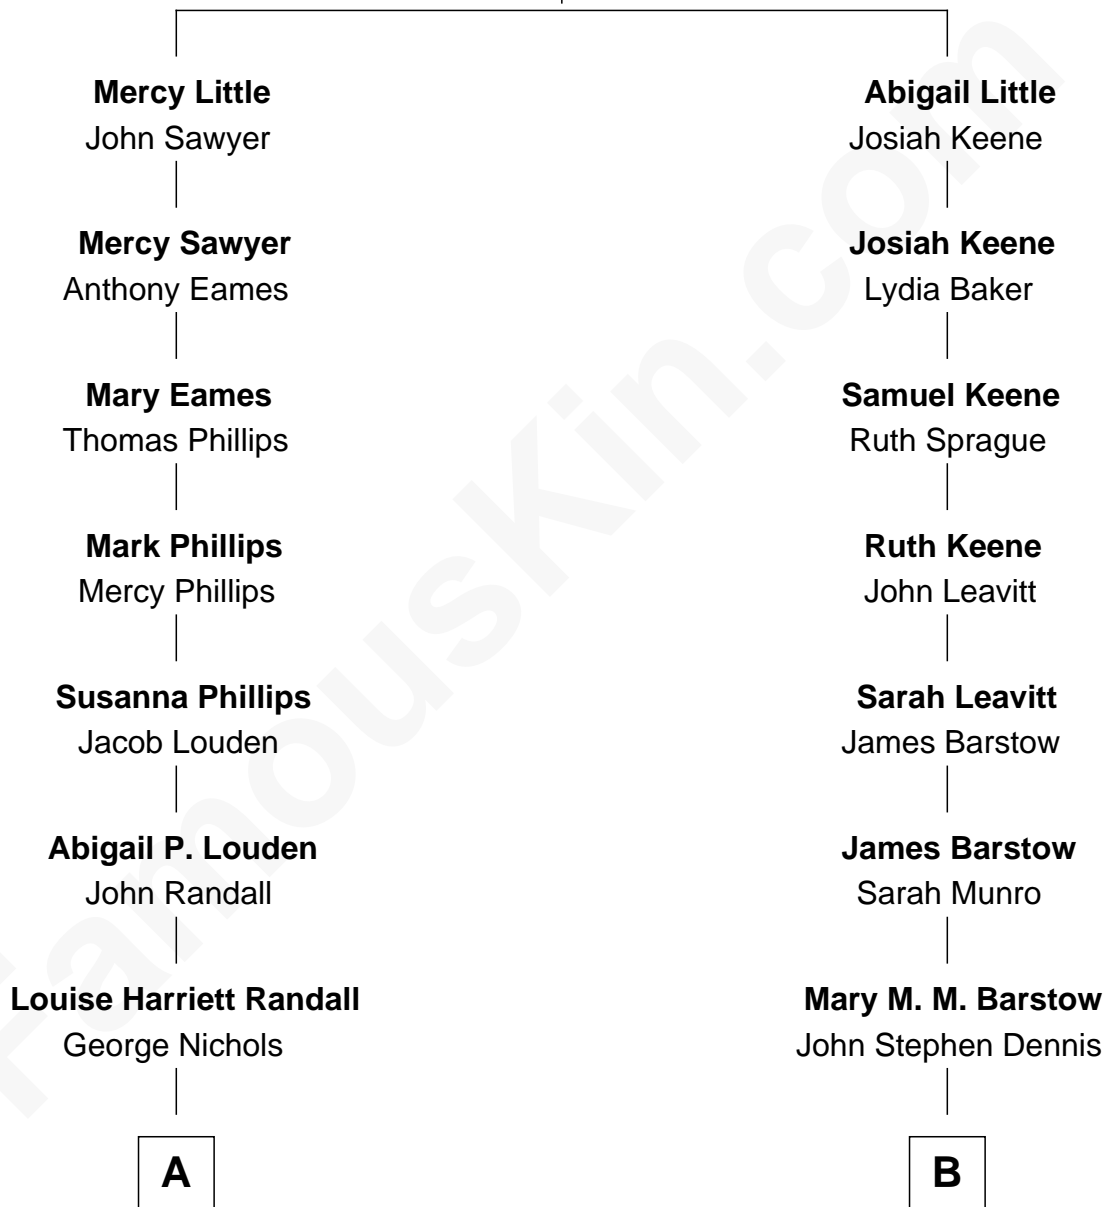 Mercy Little
John Sawyer
Mercy Sawyer
Anthony Eames
Mary Eames
Thomas Phillips
Mark Phillips
Mercy Phillips
Susanna Phillips
Jacob Louden
Abigail P. Louden
John Randall
Louise Harriett Randall
George Nichols
A
Abigail Little
Josiah Keene
Josiah Keene
Lydia Baker
Samuel Keene
Ruth Sprague
Ruth Keene
John Leavitt
Sarah Leavitt
James Barstow
James Barstow
Sarah Munro
Mary M. M. Barstow
John Stephen Dennis
B
FamousKin.com